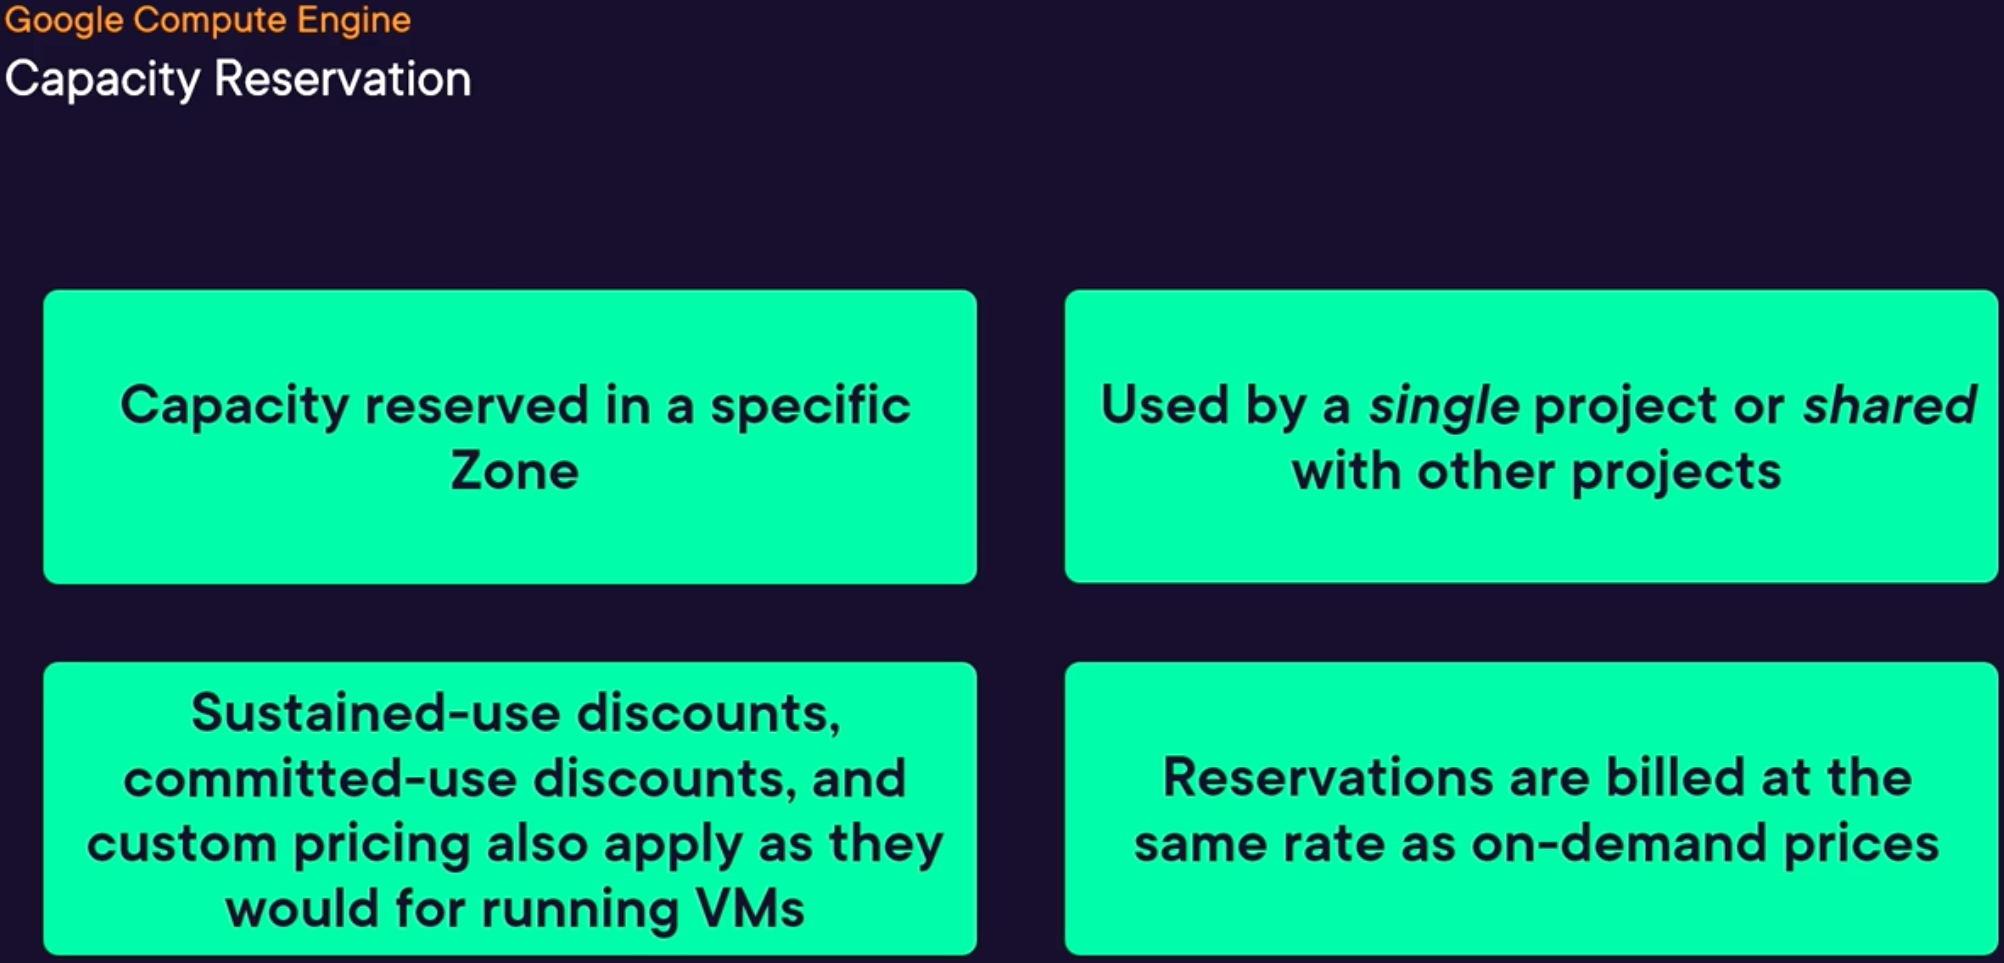 Google Compute Engine
Capacity Reservation
Capacity reserved in a specific
Zone
Used by a single project or shared
with other projects
Sustained-use discounts,
committed-use discounts, and
custom pricing also apply as they
would for running VMs
Reservations are billed at the
same rate as on-demand prices